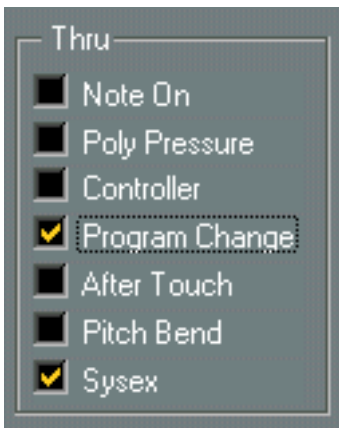 Thru
Note On
Poly Pressure
Controller
Program Change
After Touch
Pitch Bend
Sysex